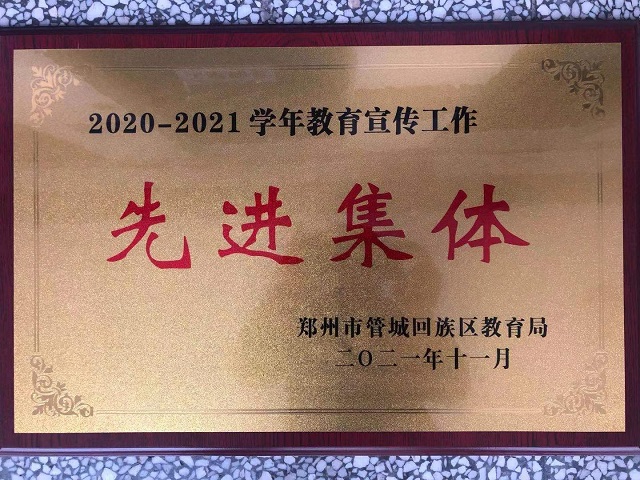 2020-2021学年教育宣传工作
先进集体
郑州市管城回族区教育局
二〇二一年十一月